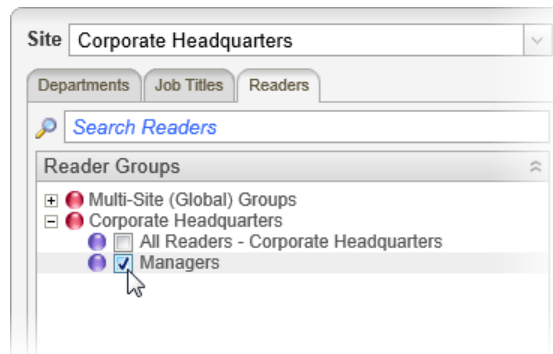 Site Corporate Headquarters
Departments Job Titles Readers
Search Readers
Reader Groups
Multi-Site (Global) Groups
Corporate Headquarters
All Readers - Corporate Headquarters
Managers